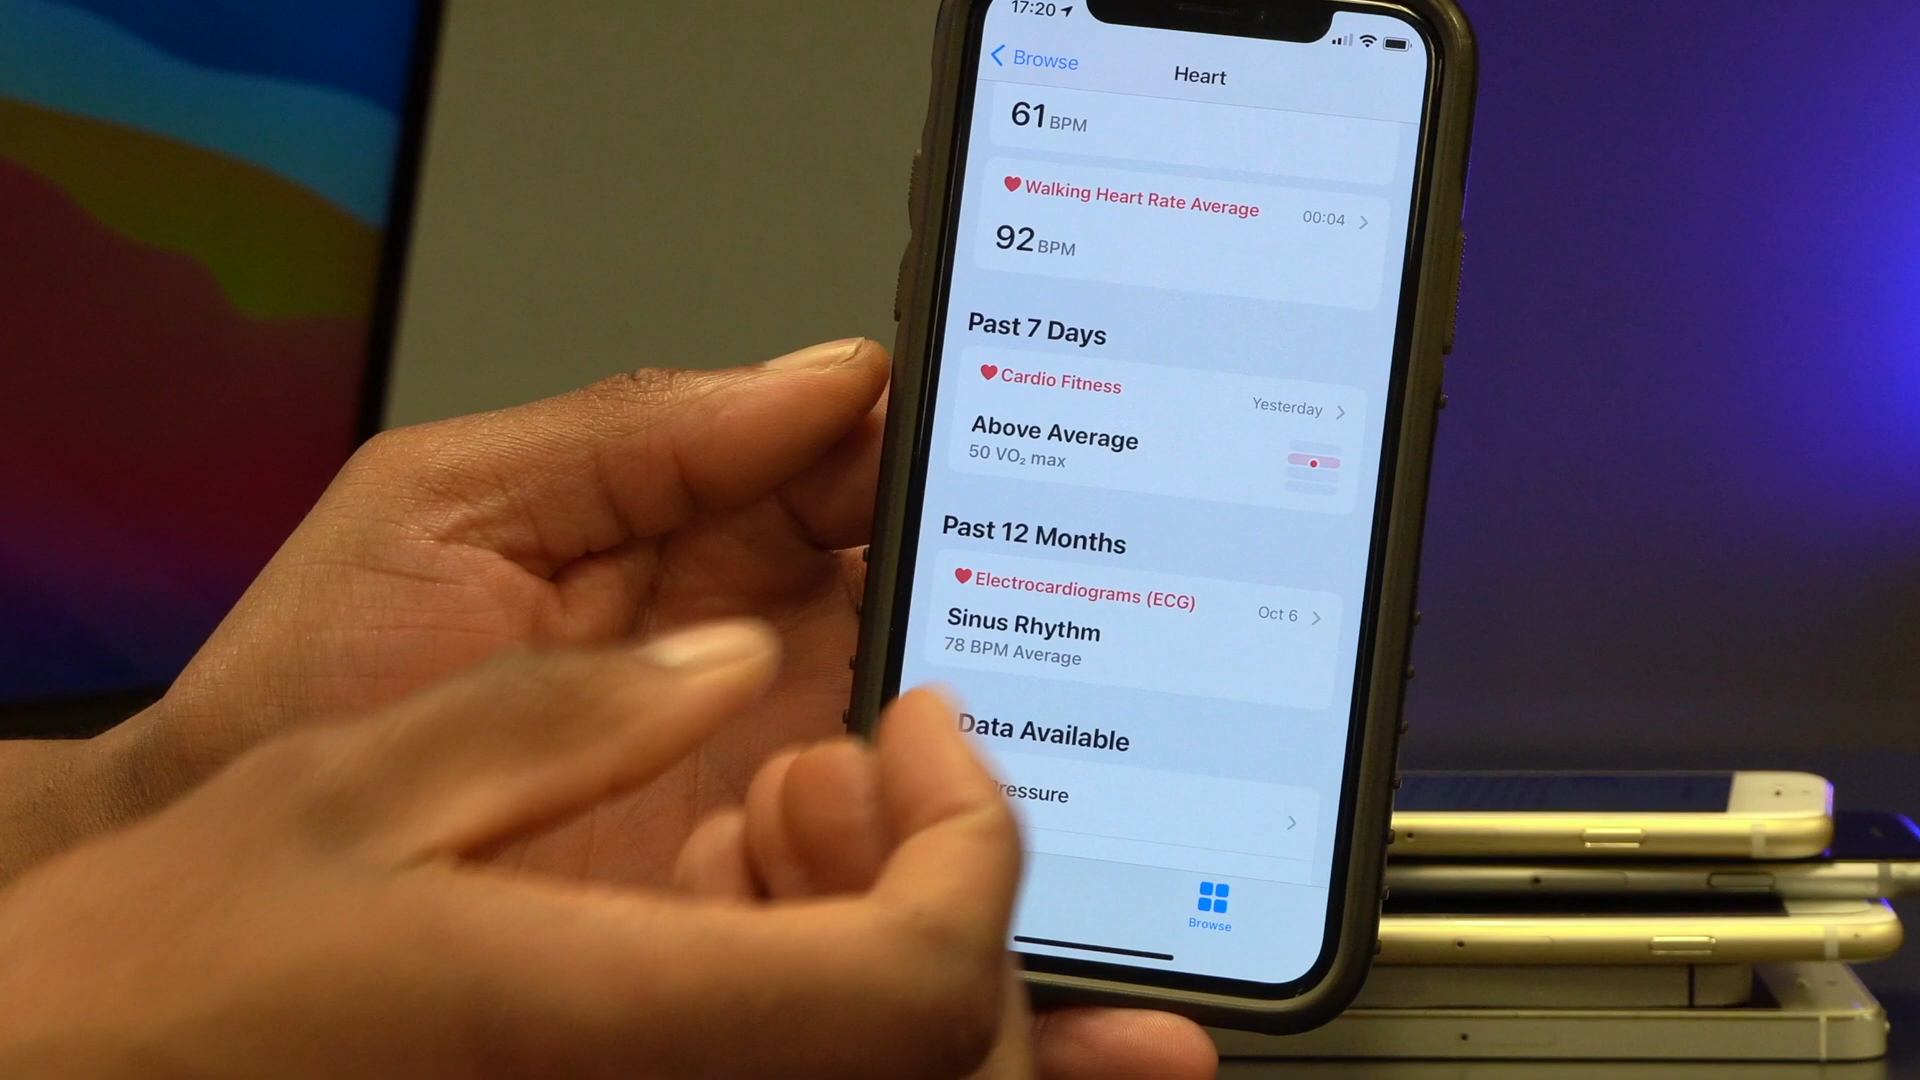 17:20
Browse
Heart
61 BPM
Walking Heart Rate Average 00:04
92 BPM
Past 7 Days
Cardio Fitness
Yesterday
Above Average
50 VO₂ max
Past 12 Months
Electrocardiograms (ECG) Oct 6
Sinus Rhythm
78 BPM Average
Data Available
ressure
Browse